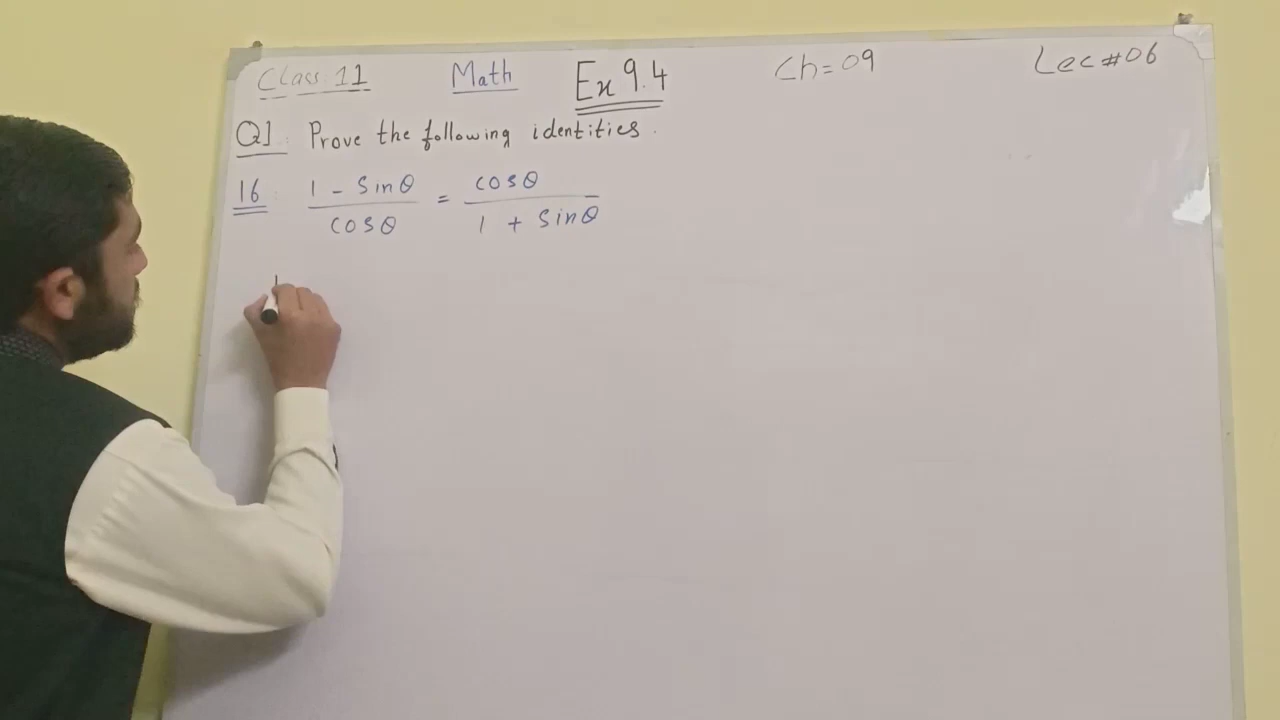 Class: 11 Math Ex 9.4 Ch = 09 Lec # 06
Q1: Prove the following identities.
16: (1 - Sinθ)/(cosθ) = (cosθ)/(1 + Sinθ)